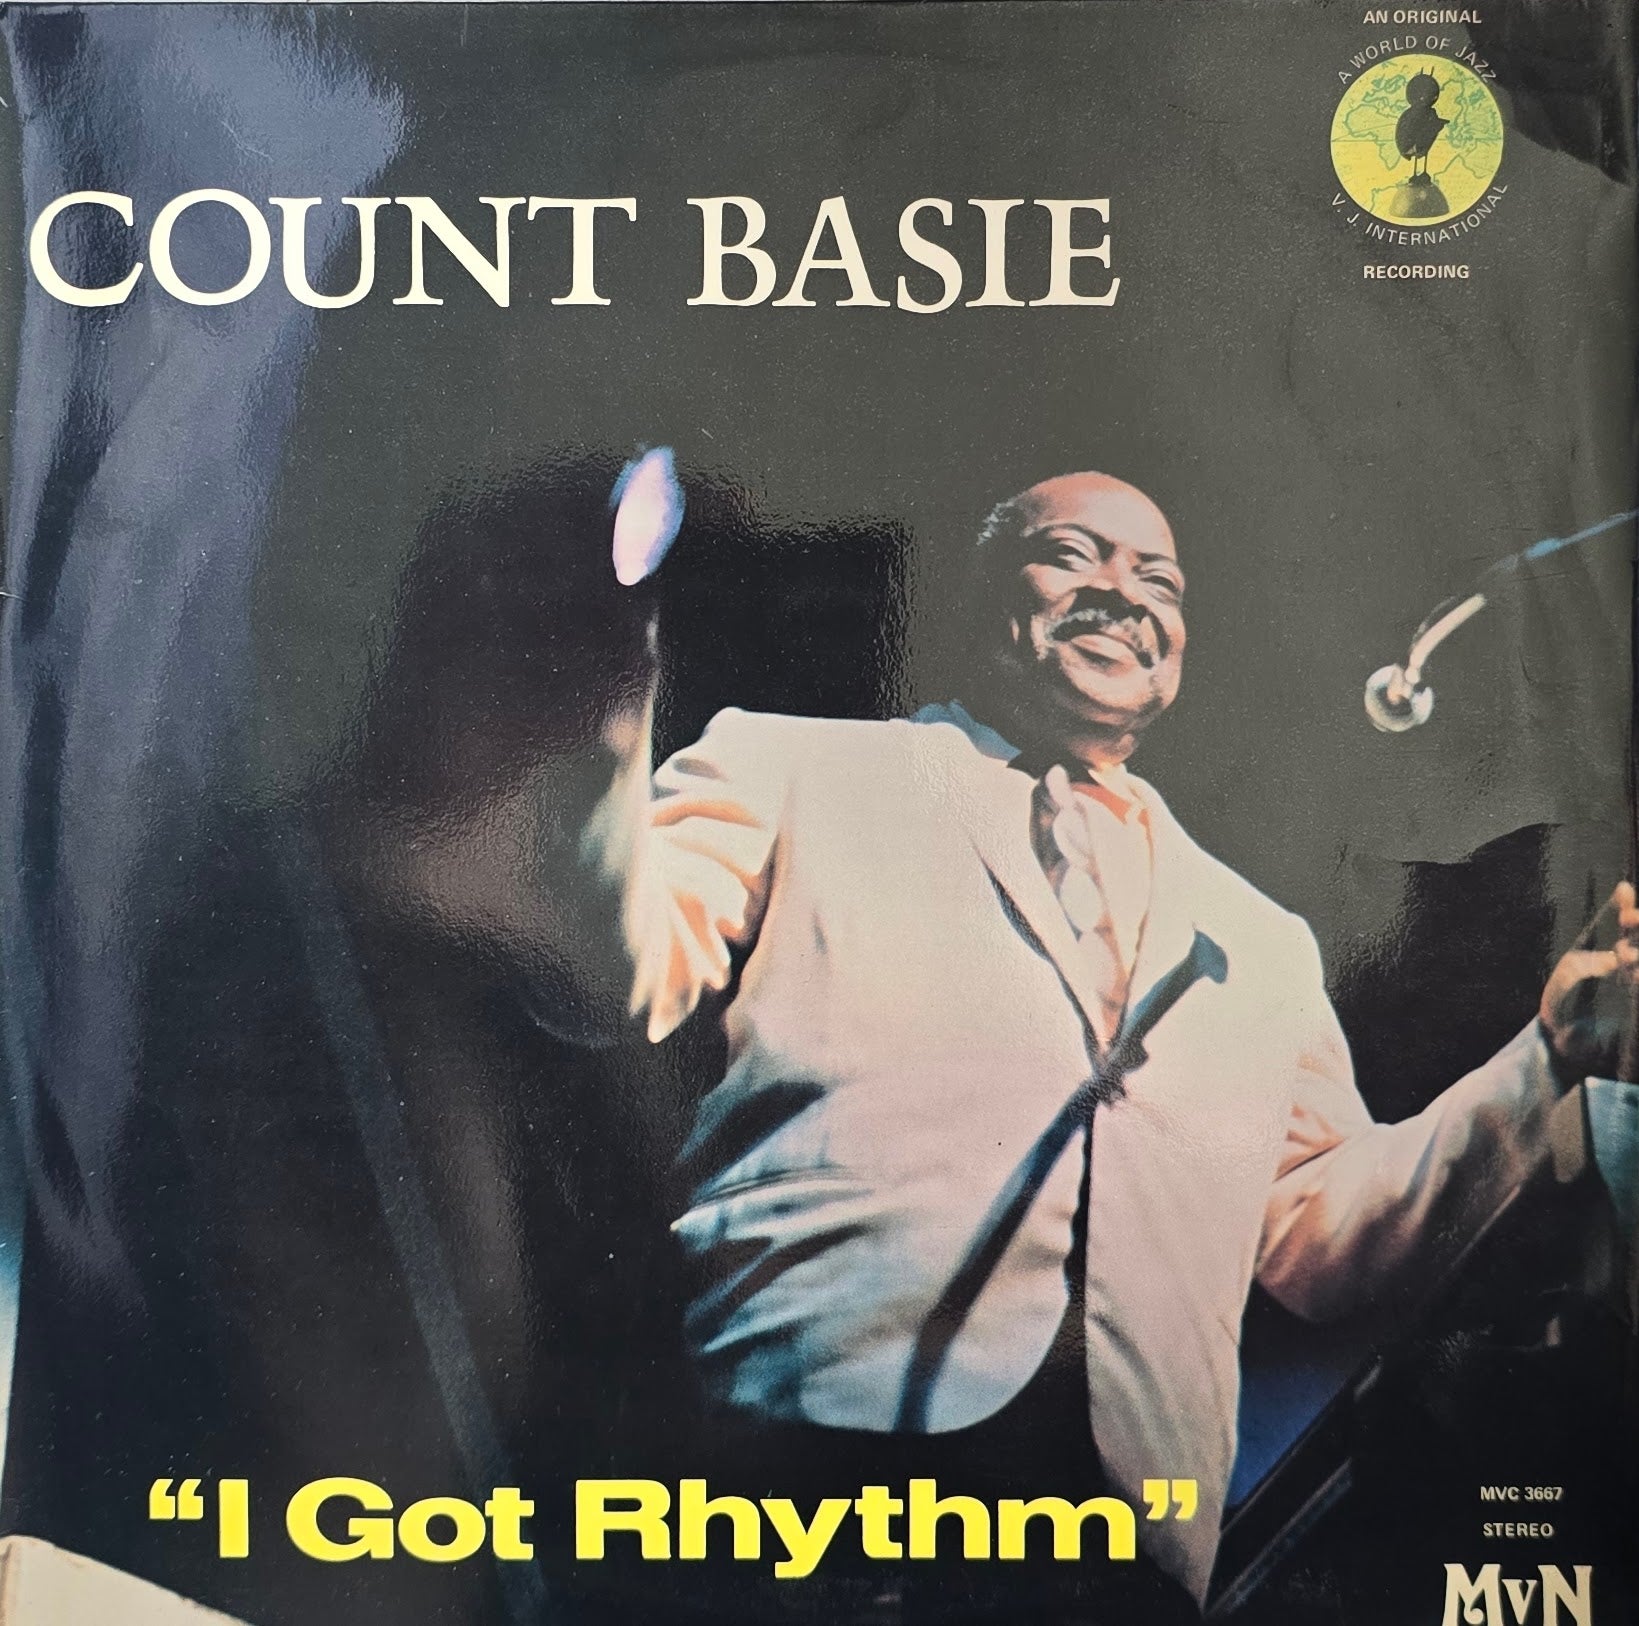 AN ORIGINAL
A WORLD OF JAZZ
V. J. INTERNATIONAL
RECORDING
COUNT BASIE
“I Got Rhythm”
MVC 3667
STEREO
MVN